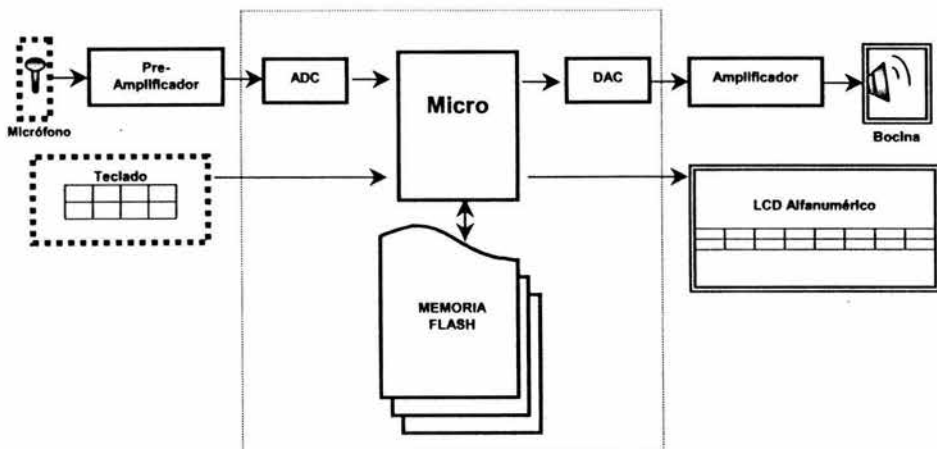 Pre-
Amplificador
ADC
Micro
DAC
Amplificador
Micrófono
Bocina
Teclado
LCD Alfanumérico
MEMORIA
FLASH